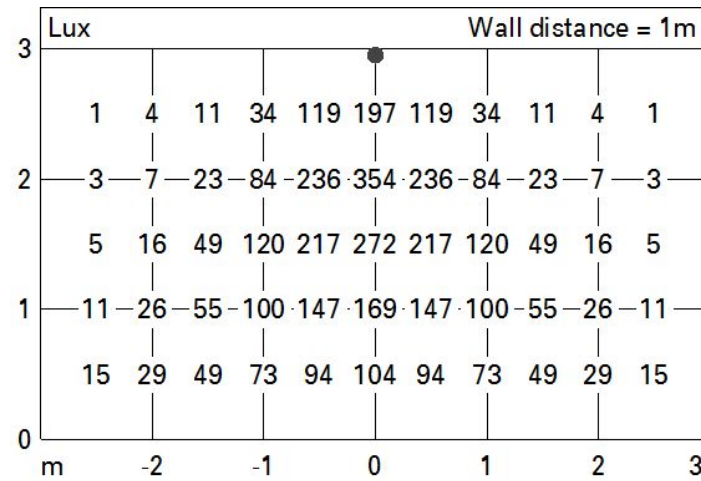 Lux Wall distance = 1m
3
1 4 11 34 119 197 119 34 11 4 1
2 3 7 23 84 236 354 236 84 23 7 3
5 16 49 120 217 272 217 120 49 16 5
1 11 26 55 100 147 169 147 100 55 26 11
15 29 49 73 94 104 94 73 49 29 15
0
m -2 -1 0 1 2 3